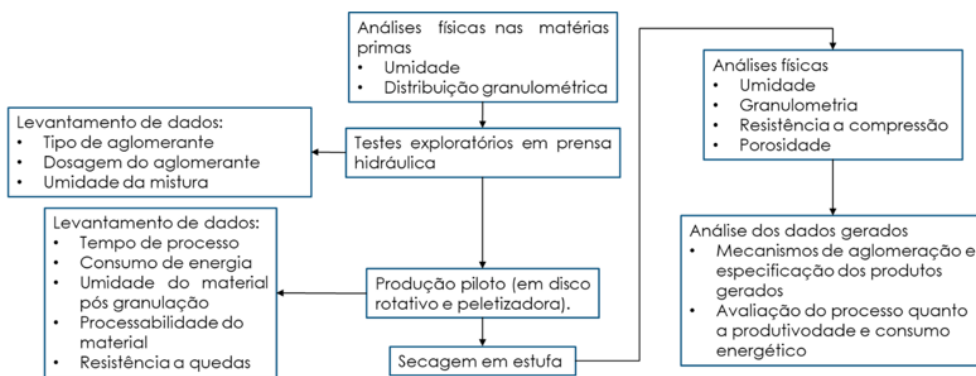 Análises físicas nas matérias
primas
• Umidade
• Distribuição granulométrica
Levantamento de dados:
• Tipo de aglomerante
• Dosagem do aglomerante
• Umidade da mistura
Testes exploratórios em prensa
hidráulica
Levantamento de dados:
• Tempo de processo
• Consumo de energia
• Umidade do material
pós granulação
• Processabilidade do
material
• Resistência a quedas
Produção piloto (em disco
rotativo e peletizadora).
Secagem em estufa
Análises físicas
• Umidade
• Granulometria
• Resistência a compressão
• Porosidade
Análise dos dados gerados
• Mecanismos de aglomeração e
especificação dos produtos
gerados
• Avaliação do processo quanto
a produtivodade e consumo
energético